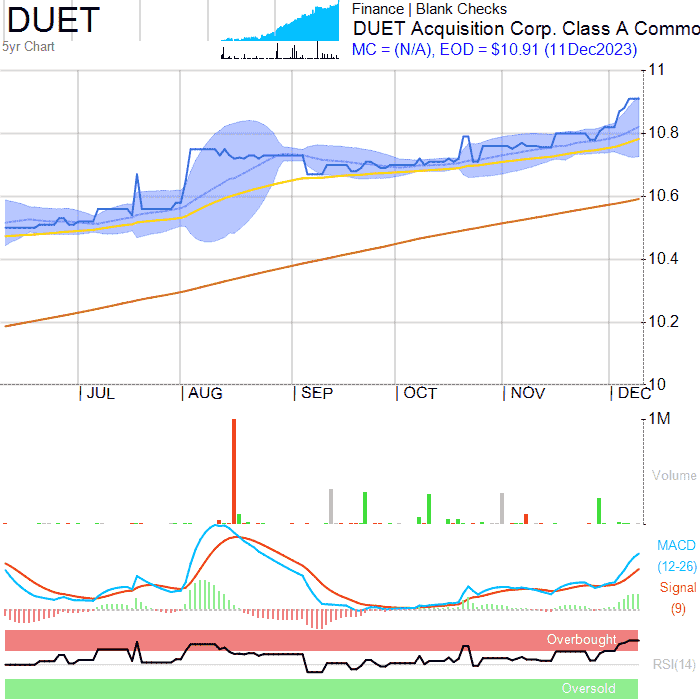 DUET
5yr Chart
Finance | Blank Checks
DUET Acquisition Corp. Class A Commo
MC = (N/A), EOD = $10.91 (11Dec2023)
11
10.8
10.6
10.4
10.2
10
| JUL | AUG | SEP | OCT | NOV | DEC
1M
Volume
MACD
(12-26)
Signal
(9)
Overbought
RSI(14)
Oversold